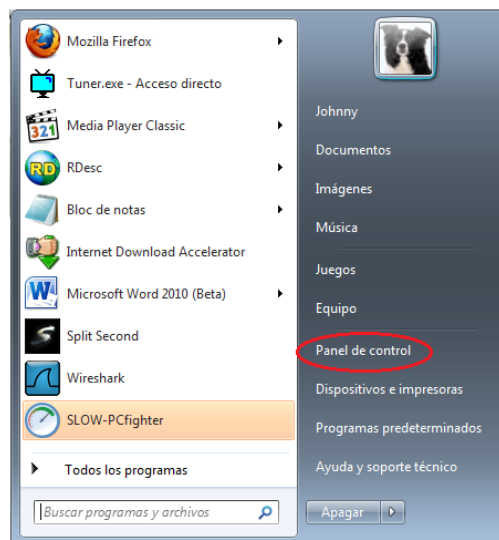 Mozilla Firefox
Tuner.exe - Acceso directo
321
Media Player Classic
RD
RDesc
Bloc de notas
Internet Download Accelerator
W
Microsoft Word 2010 (Beta)
S
Split Second
Wireshark
SLOW-PCfighter
Todos los programas
Buscar programas y archivos
Johnny
Documentos
Imágenes
Música
Juegos
Equipo
Panel de control
Dispositivos e impresoras
Programas predeterminados
Ayuda y soporte técnico
Apagar